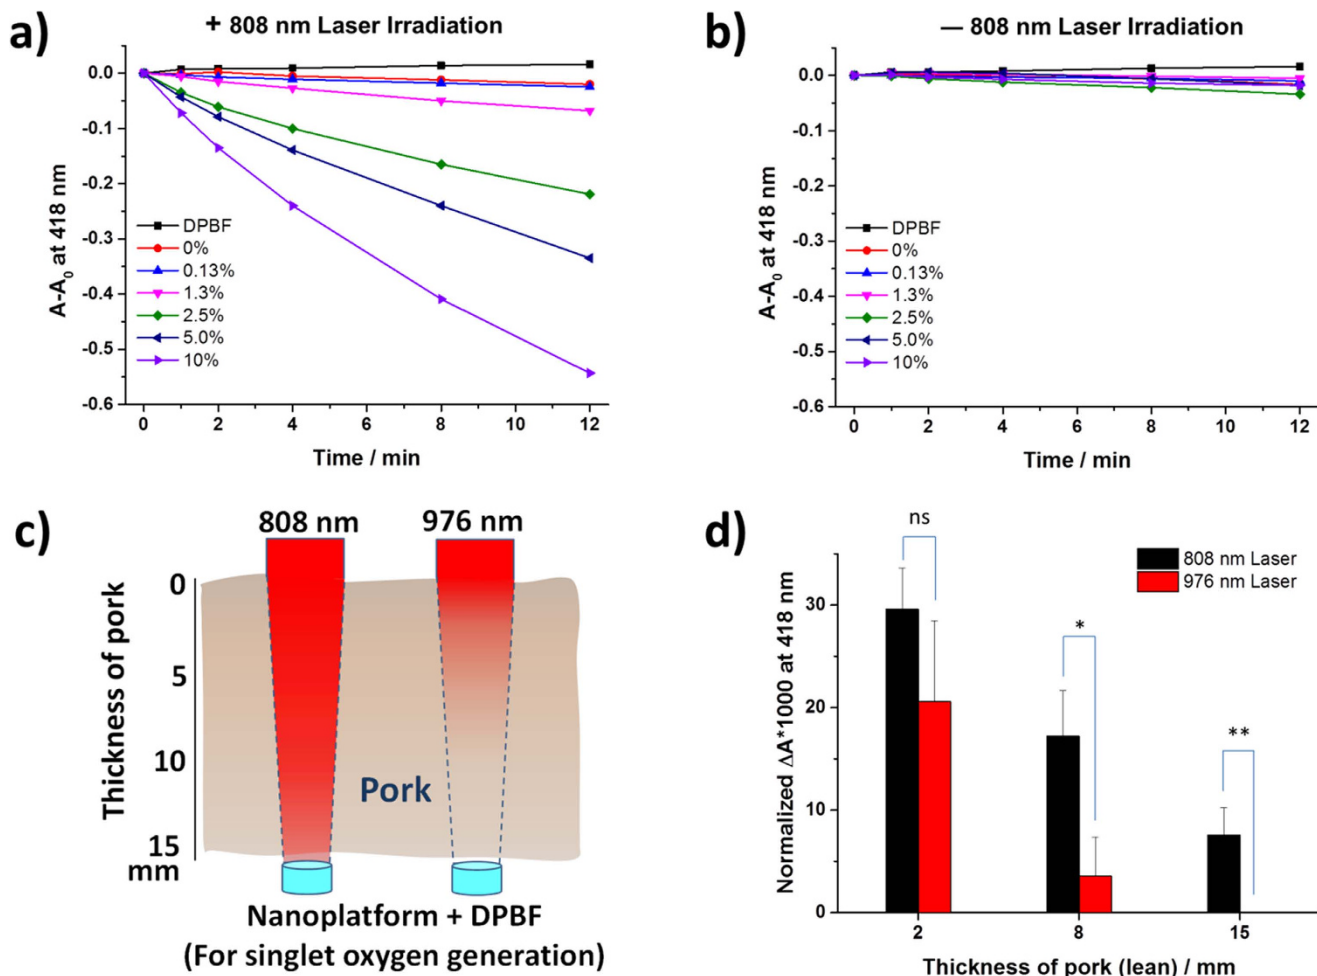 a)
+ 808 nm Laser Irradiation
0.0
-0.1
-0.2
-0.3
-0.4
-0.5
-0.6
A-A₀ at 418 nm
DPBF
0%
0.13%
1.3%
2.5%
5.0%
10%
0 2 4 6 8 10 12
Time / min
b)
— 808 nm Laser Irradiation
0.0
-0.1
-0.2
-0.3
-0.4
-0.5
-0.6
A-A₀ at 418 nm
DPBF
0%
0.13%
1.3%
2.5%
5.0%
10%
0 2 4 6 8 10 12
Time / min
c)
808 nm 976 nm
Thickness of pork
0
5
10
15
mm
Pork
Nanoplatform + DPBF
(For singlet oxygen generation)
d)
ns
*
**
808 nm Laser
976 nm Laser
Normalized ΔA*1000 at 418 nm
30
20
10
0
2 8 15
Thickness of pork (lean) / mm